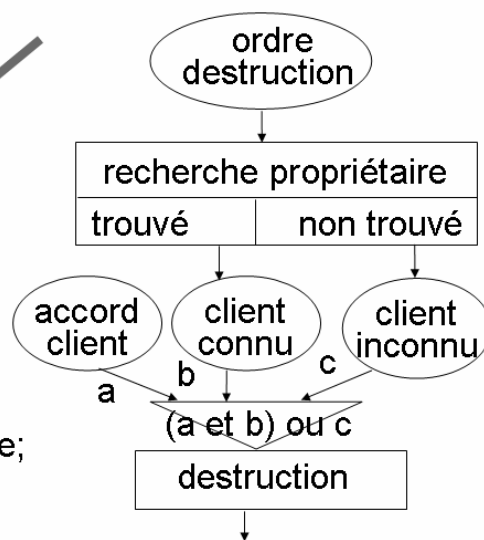 ordre
destruction
recherche propriétaire
trouvé non trouvé
accord
client
client
connu
client
inconnu
a
b
c
(a et b) ou c
e;
destruction